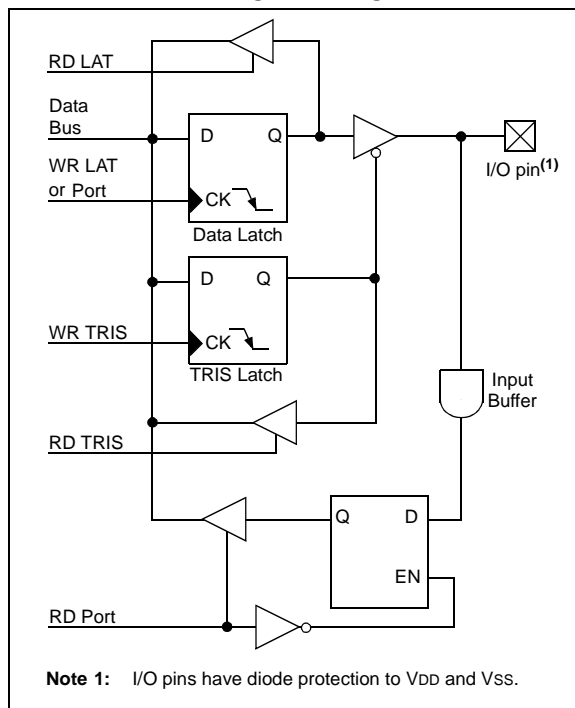 RD LAT
Data
Bus
D Q
WR LAT
or Port
CK
Data Latch
I/O pin(1)
D Q
WR TRIS
CK
TRIS Latch
Input
Buffer
RD TRIS
Q D
EN
RD Port
Note 1: I/O pins have diode protection to VDD and VSS.